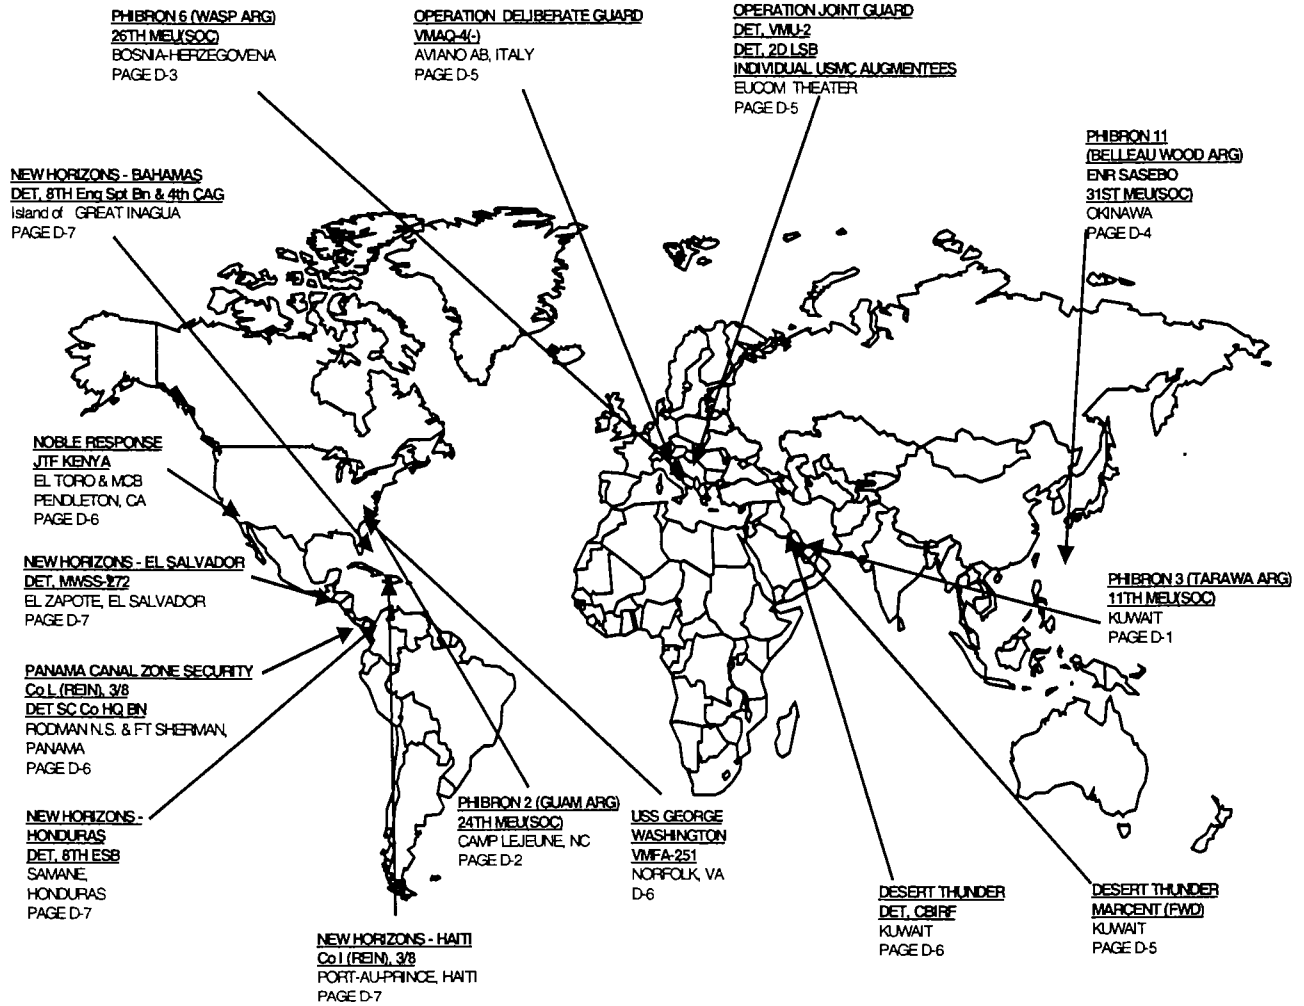 PHIBRON 6 (WASP ARG)
26TH MEU(SOC)
BOSNIA-HERZEGOVENA
PAGE D-3
OPERATION DELIBERATE GUARD
VMAQ-4(-)
AVIANO AB, ITALY
PAGE D-5
OPERATION JOINT GUARD
DET, VMU-2
DET, 2D LSB
INDIVIDUAL USMC AUGMENTEES
EUCOM THEATER
PAGE D-5
PHIBRON 11
(BELLEAU WOOD ARG)
ENR SASEBO
31ST MEU(SOC)
OKINAWA
PAGE D-4
NEW HORIZONS - BAHAMAS
DET, 8TH Eng Spt Bn & 4th CAG
Island of GREAT INAGUA
PAGE D-7
NOBLE RESPONSE
JTF KENYA
EL TORO & MCB
PENDLETON, CA
PAGE D-6
NEW HORIZONS - EL SALVADOR
DET, MWSS-272
EL ZAPOTE, EL SALVADOR
PAGE D-7
PHIBRON 3 (TARAWA ARG)
11TH MEU(SOC)
KUWAIT
PAGE D-1
PANAMA CANAL ZONE SECURITY
Co L (REIN), 3/8
DET SC Co HQ BN
RODMAN N.S. & FT SHERMAN,
PANAMA
PAGE D-6
NEW HORIZONS -
HONDURAS
DET, 8TH ESB
SAMANE,
HONDURAS
PAGE D-7
PHIBRON 2 (GUAM ARG)
24TH MEU(SOC)
CAMP LEJEUNE, NC
PAGE D-2
USS GEORGE
WASHINGTON
VMFA-251
NORFOLK, VA
D-6
DESERT THUNDER
DET, CBIRF
KUWAIT
PAGE D-6
DESERT THUNDER
MARCENT (FWD)
KUWAIT
PAGE D-5
NEW HORIZONS - HAITI
Co I (REIN), 3/8
PORT-AU-PRINCE, HAITI
PAGE D-7